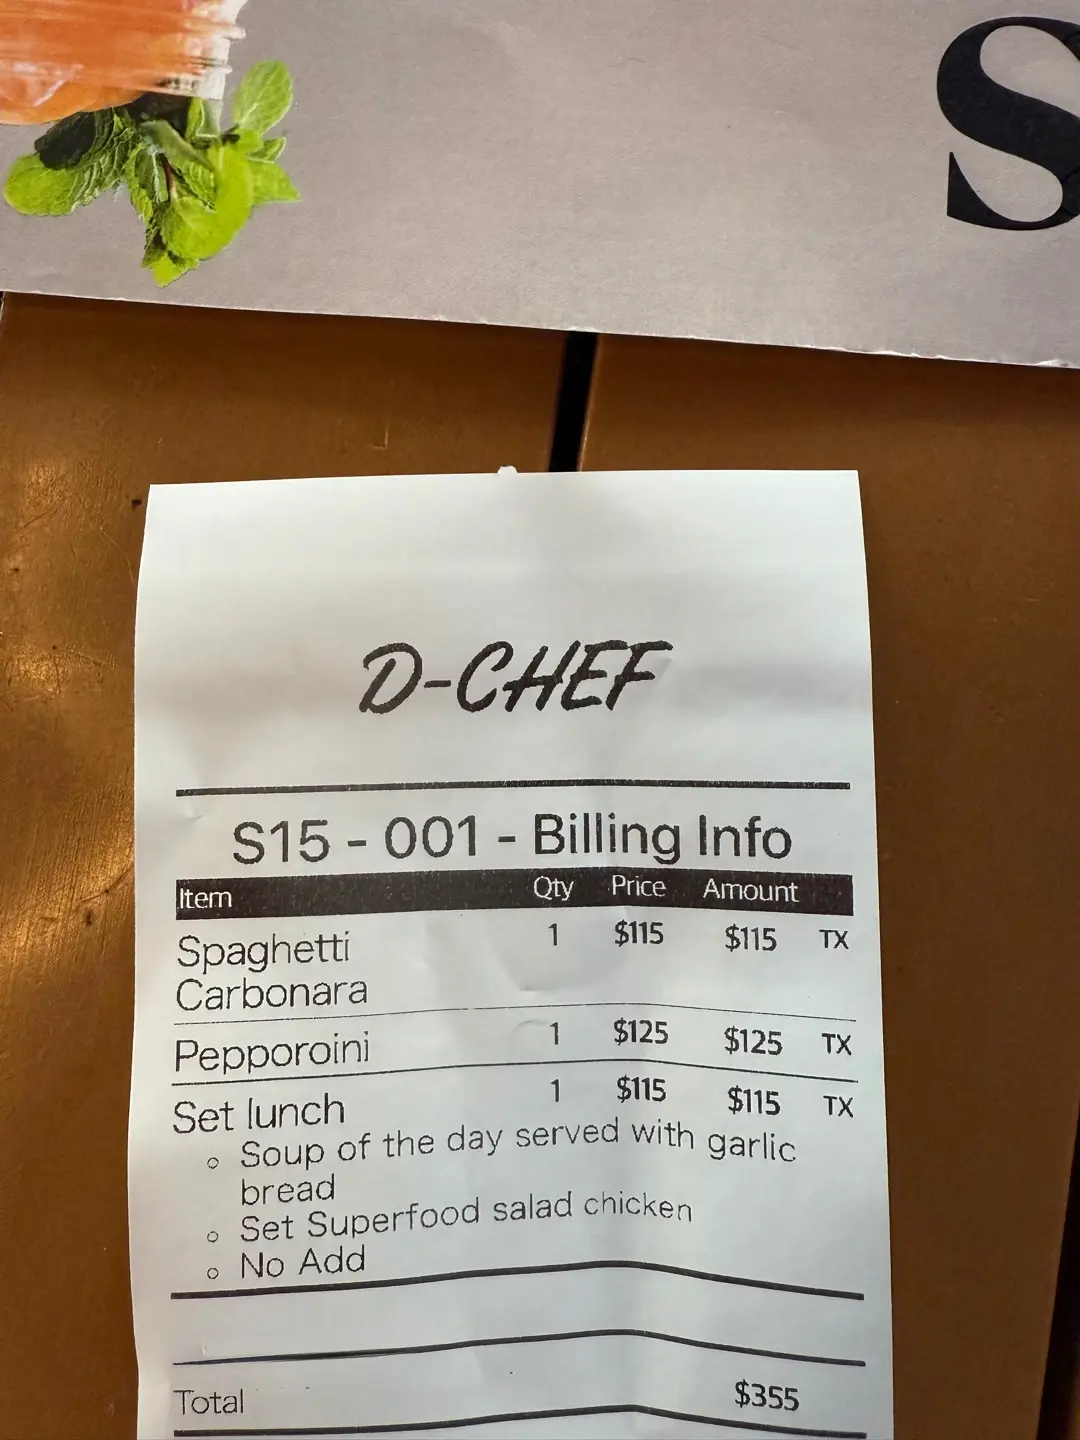 S
D-CHEF
S15 - 001 - Billing Info
Item Qty Price Amount
Spaghetti 1 $115 $115 TX
Carbonara
Pepporoini 1 $125 $125 TX
Set lunch 1 $115 $115 TX
Soup of the day served with garlic
bread
Set Superfood salad chicken
No Add
Total $355